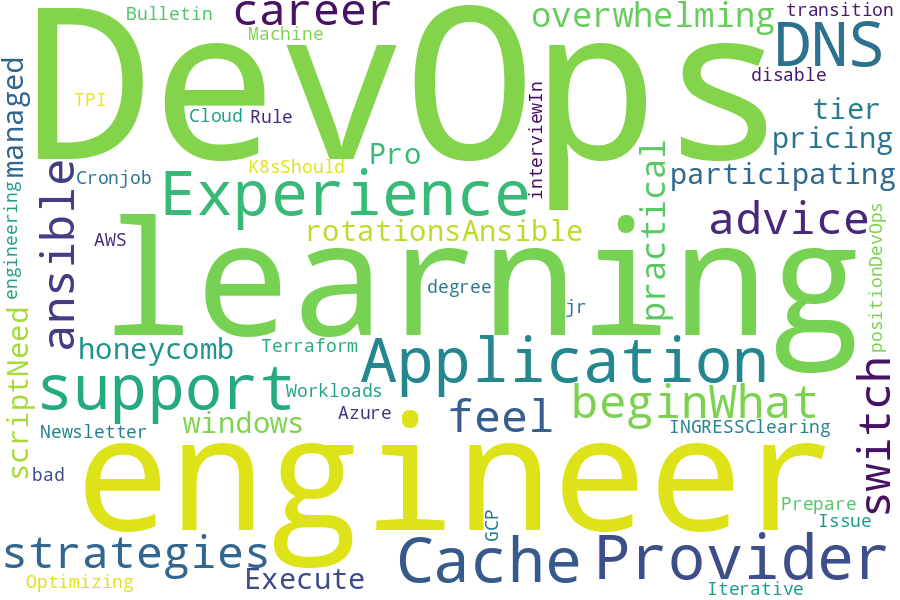 Bulletin
career
overwhelming
transition
DevOps
Machine
DNS
disable
managed
TPI
Cloud
Rule
interviewIn
tier
pricing
Pro
K8sShould
Cronjob
Experience
practical
participating
engineering
ansible
AWS
rotationsAnsible
advice
positionDevOps
learning
degree
jr
scriptNeed
honeycomb
Terraform
Application
switch
support
Workloads
beginWhat
windows
Azure
feel
Newsletter
INGRESSClearing
bad
engineer
Prepare
GCP
Issue
strategies
Cache
Provider
Optimizing
Execute
Iterative